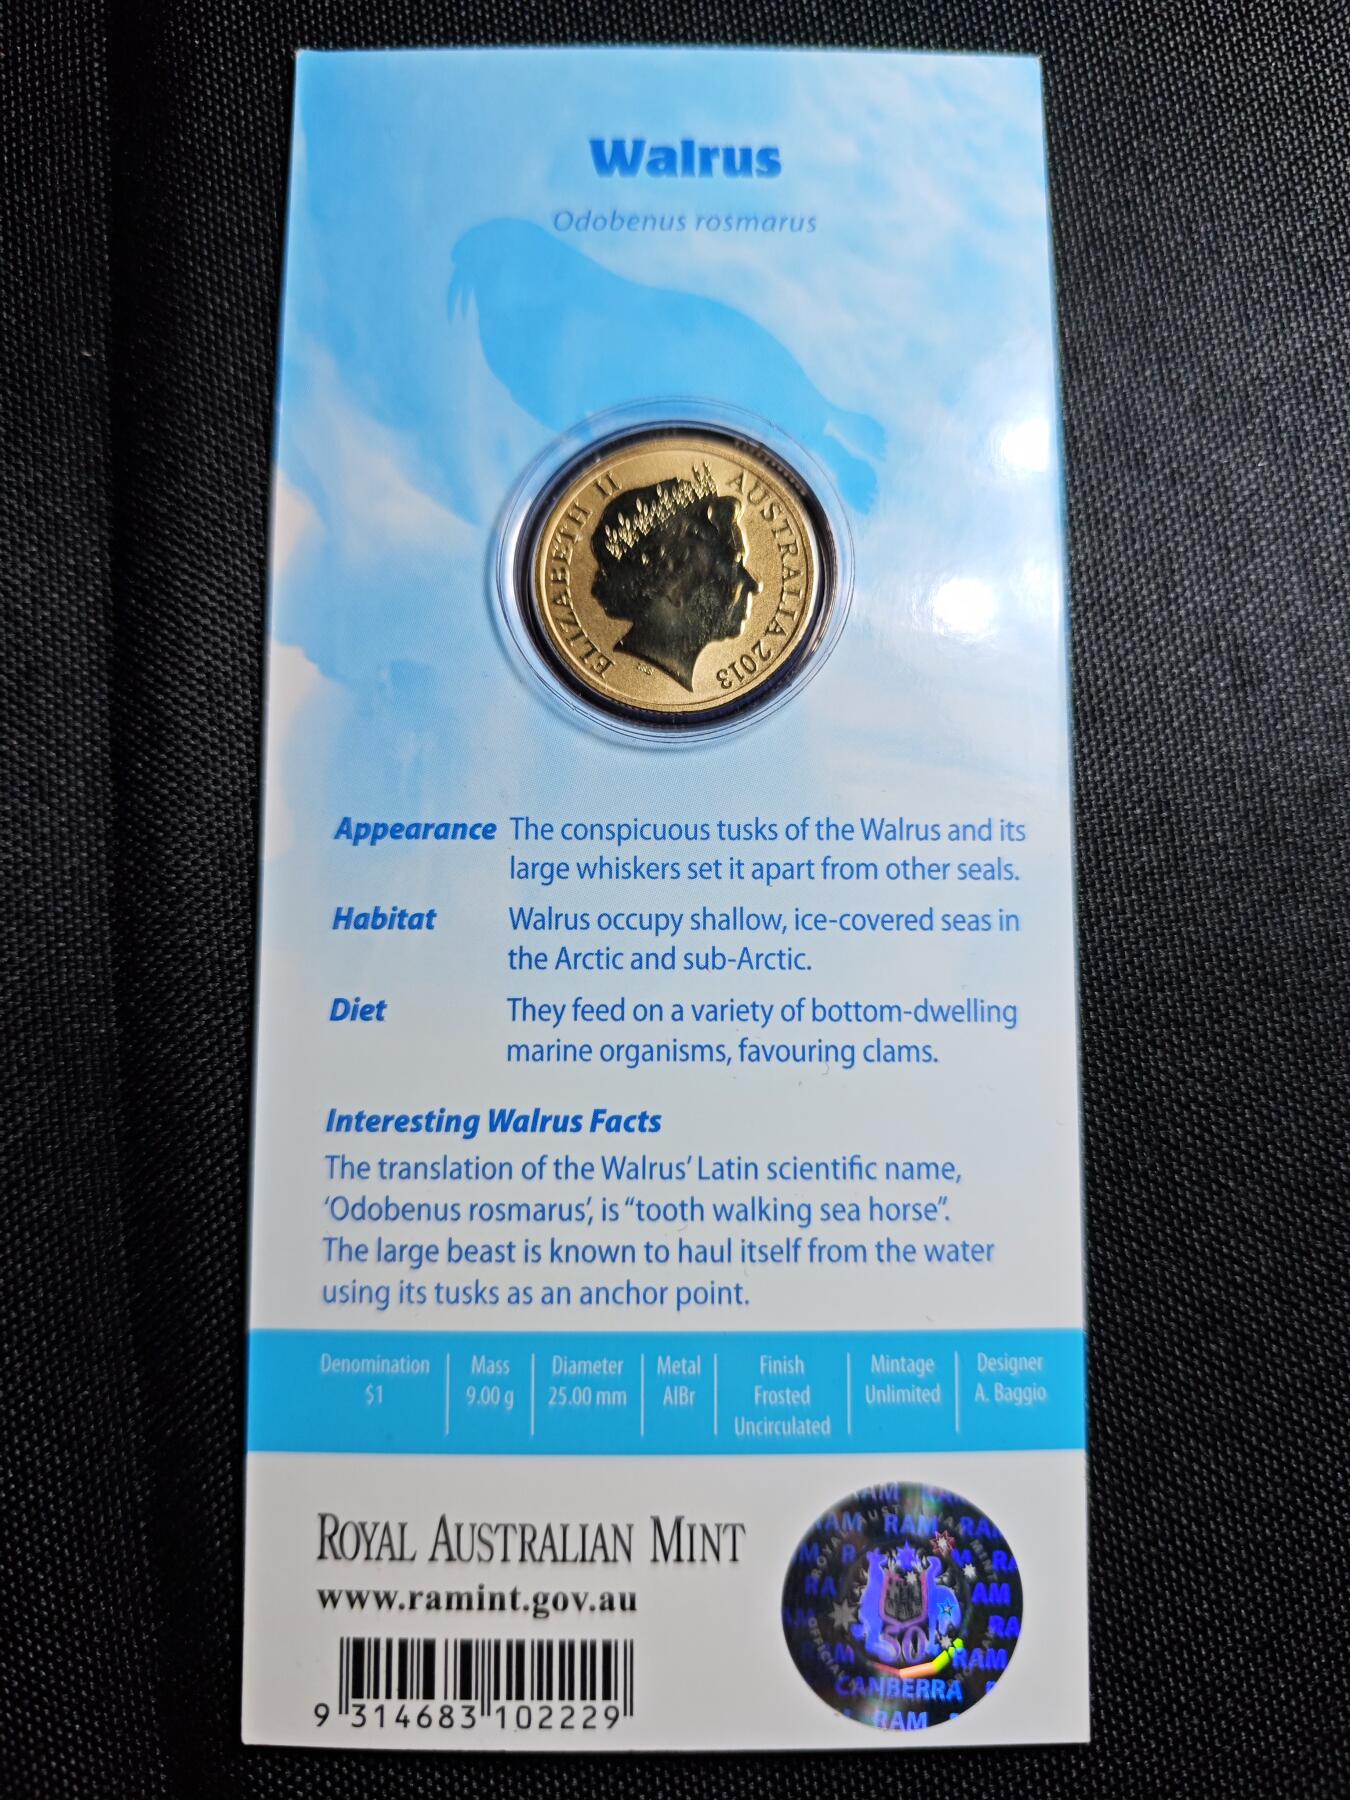 Walrus
Odobenus rosmarus
ELIZABETH II AUSTRALIA 2013
Appearance The conspicuous tusks of the Walrus and its
large whiskers set it apart from other seals.
Habitat Walrus occupy shallow, ice-covered seas in
the Arctic and sub-Arctic.
Diet They feed on a variety of bottom-dwelling
marine organisms, favouring clams.
Interesting Walrus Facts
The translation of the Walrus' Latin scientific name,
'Odobenus rosmarus', is "tooth walking sea horse".
The large beast is known to haul itself from the water
using its tusks as an anchor point.
Denomination Mass Diameter Metal Finish Mintage Designer
$1 9.00 g 25.00 mm AlBr Frosted Unlimited A. Baggio
Uncirculated
ROYAL AUSTRALIAN MINT
www.ramint.gov.au
9 314683 102229
RAM RAM
50
RAM
CANBERRA
RAM